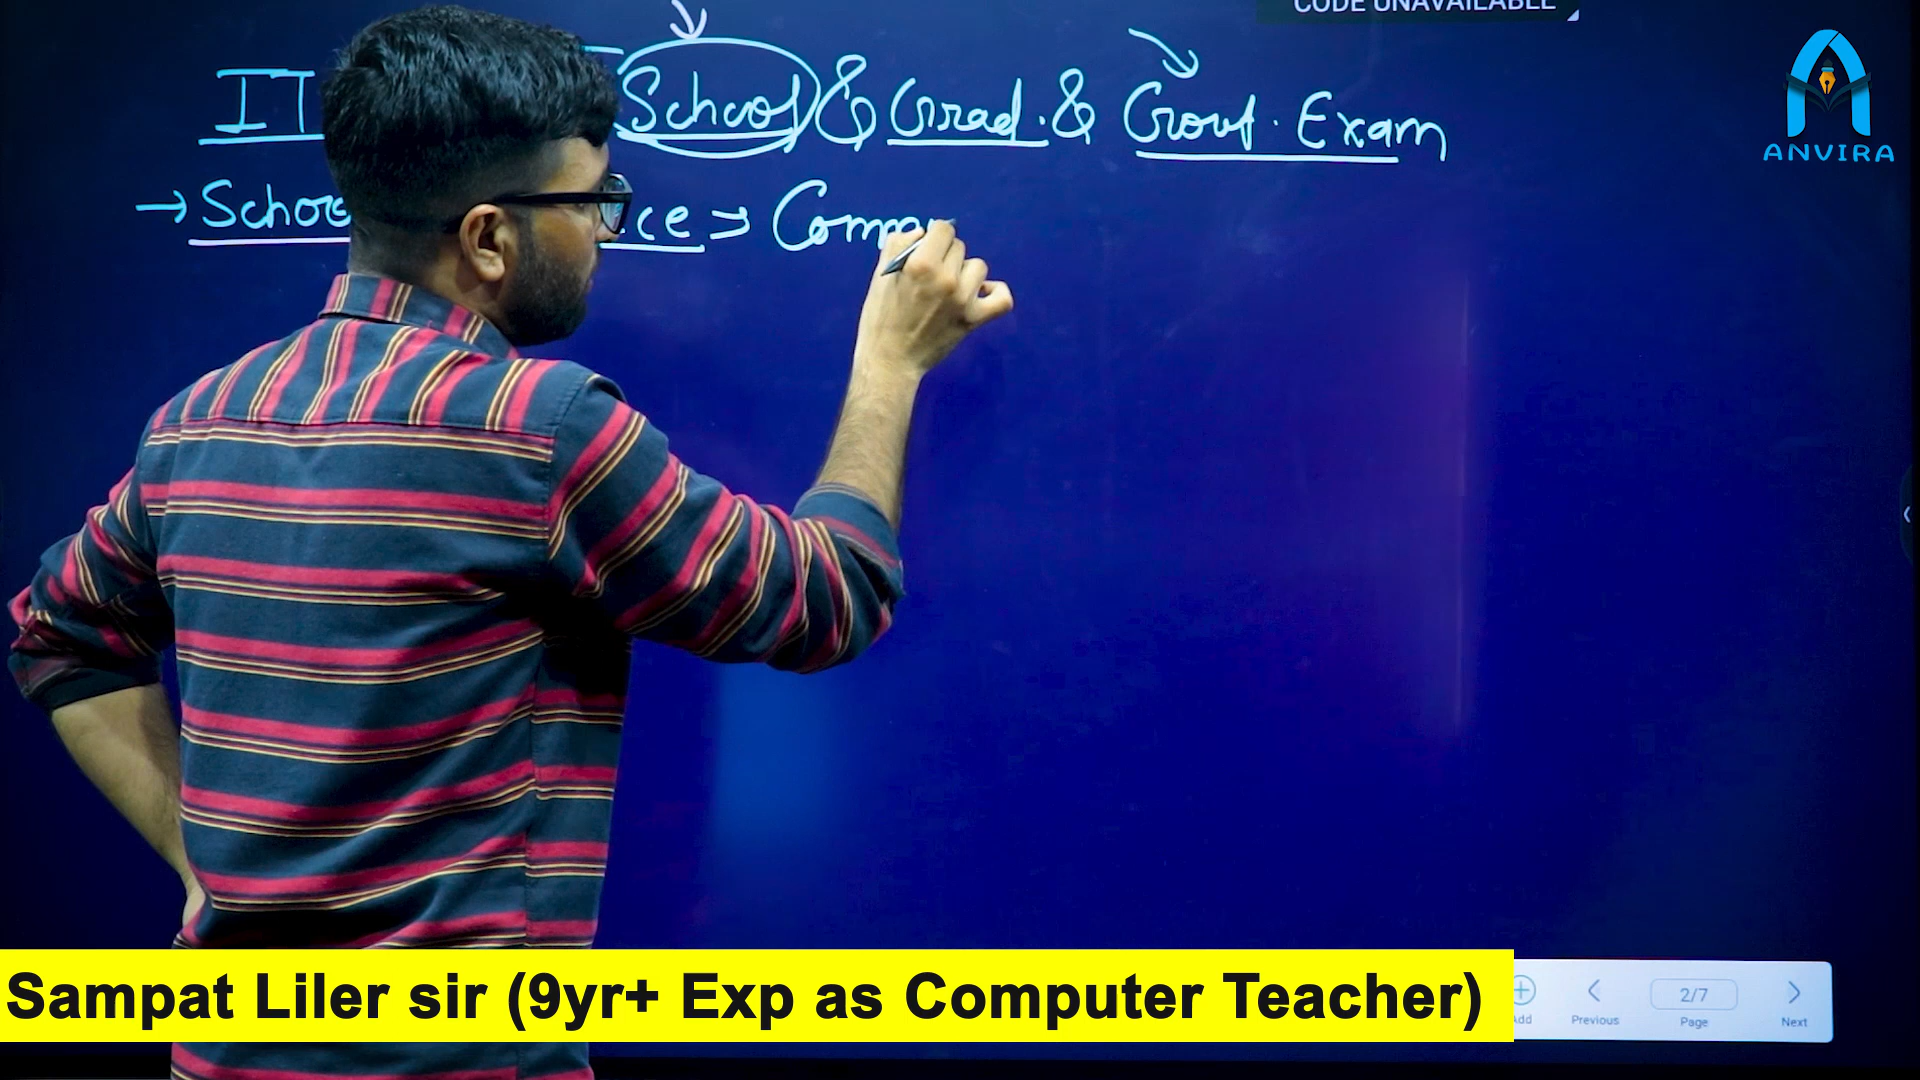 CODE UNAVAILABLE
IT School & Grad. & Govt. Exam
ANVIRA
→ School ce → Comp
Sampat Liler sir (9yr+ Exp as Computer Teacher)
Add Previous 2/7 Page Next